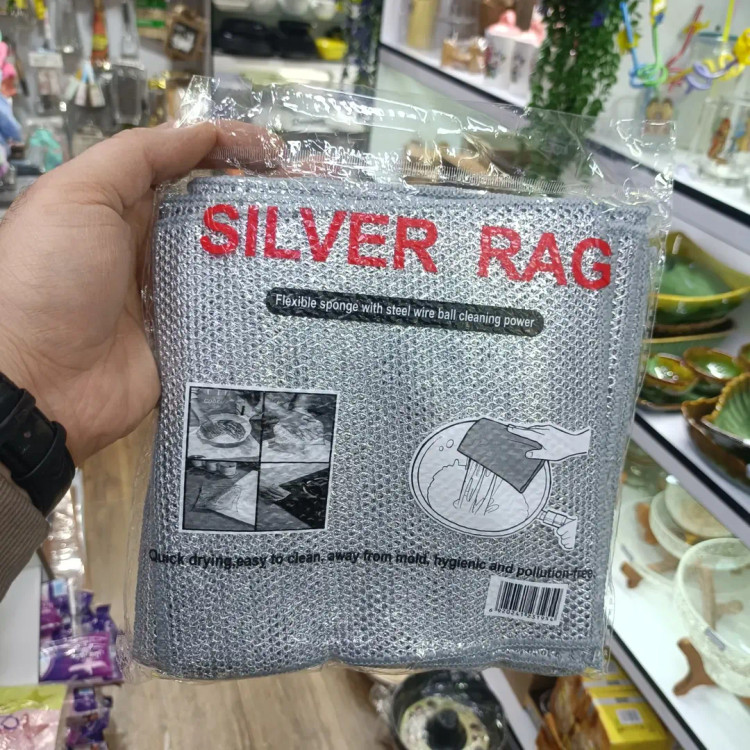 SILVER RAG
Flexible sponge with steel wire ball cleaning power
Quick drying,easy to clean, away from mold, hygienic and pollution-free